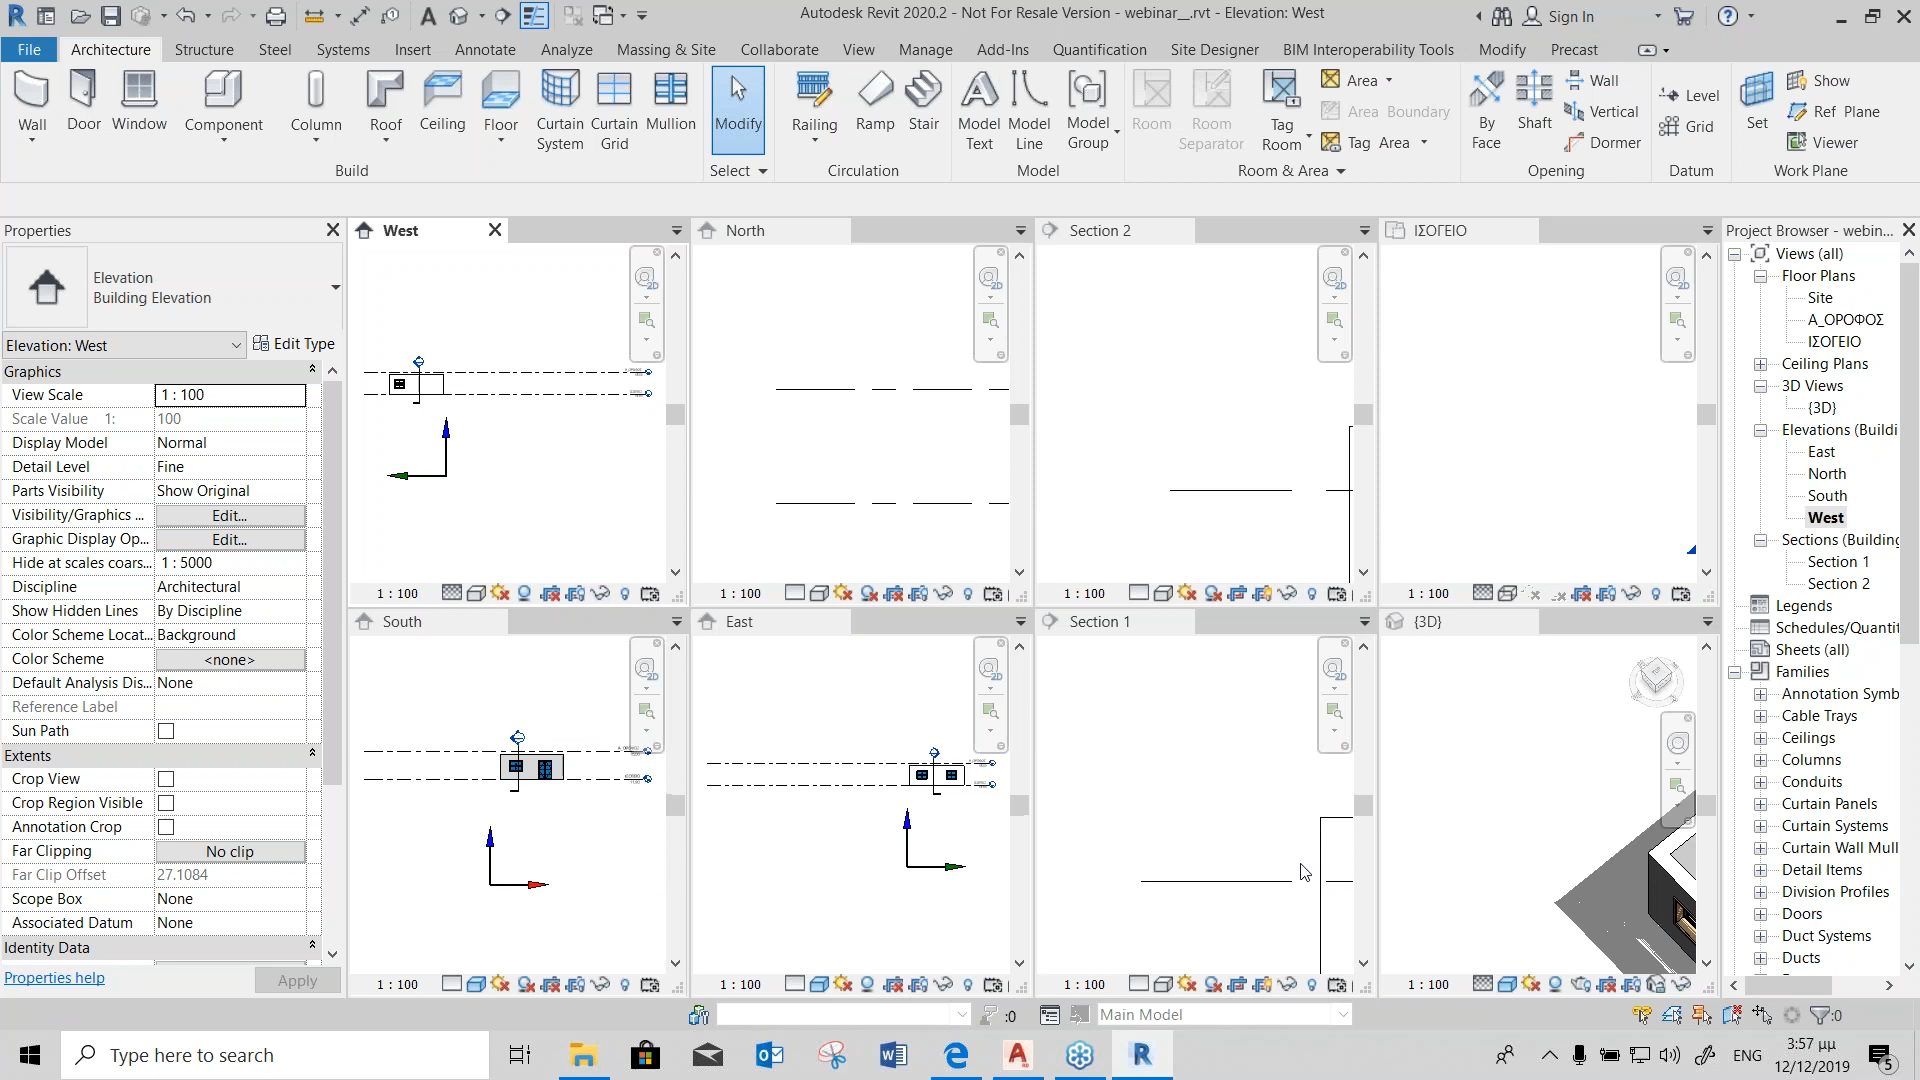 Autodesk Revit 2020.2 - Not For Resale Version - webinar__.rvt - Elevation: West
Sign In
File Architecture Structure Steel Systems Insert Annotate Analyze Massing & Site Collaborate View Manage Add-Ins Quantification Site Designer BIM Interoperability Tools Modify Precast
Wall Door Window Component Column Roof Ceiling Floor Curtain System Curtain Grid Mullion
Build
Modify
Select
Railing Ramp Stair
Circulation
Model Text Model Line Model Group
Model
Room Room Separator Tag Room
Area
Area Boundary
Tag Area
Room & Area
By Face Shaft
Wall
Vertical
Dormer
Opening
Level
Grid
Datum
Set
Show
Ref Plane
Viewer
Work Plane
Properties
Elevation
Building Elevation
Elevation: West Edit Type
Graphics
View Scale 1 : 100
Scale Value 1: 100
Display Model Normal
Detail Level Fine
Parts Visibility Show Original
Visibility/Graphics ... Edit...
Graphic Display Op... Edit...
Hide at scales coars... 1 : 5000
Discipline Architectural
Show Hidden Lines By Discipline
Color Scheme Locat... Background
Color Scheme <none>
Default Analysis Dis... None
Reference Label
Sun Path
Extents
Crop View
Crop Region Visible
Annotation Crop
Far Clipping No clip
Far Clip Offset 27.1084
Scope Box None
Associated Datum None
Identity Data
Properties help Apply
West
2D
1 : 100
North
2D
1 : 100
Section 2
2D
1 : 100
ΙΣΟΓΕΙΟ
2D
1 : 100
South
2D
1 : 100
East
2D
1 : 100
Section 1
2D
1 : 100
{3D}
1 : 100
Project Browser - webin...
Views (all)
Floor Plans
Site
Α_ΟΡΟΦΟΣ
ΙΣΟΓΕΙΟ
Ceiling Plans
3D Views
{3D}
Elevations (Buildi
East
North
South
West
Sections (Building
Section 1
Section 2
Legends
Schedules/Quantit
Sheets (all)
Families
Annotation Symb
Cable Trays
Ceilings
Columns
Conduits
Curtain Panels
Curtain Systems
Curtain Wall Mull
Detail Items
Division Profiles
Doors
Duct Systems
Ducts
:0
Main Model
:0
Type here to search
ENG
3:57 μμ
12/12/2019
5